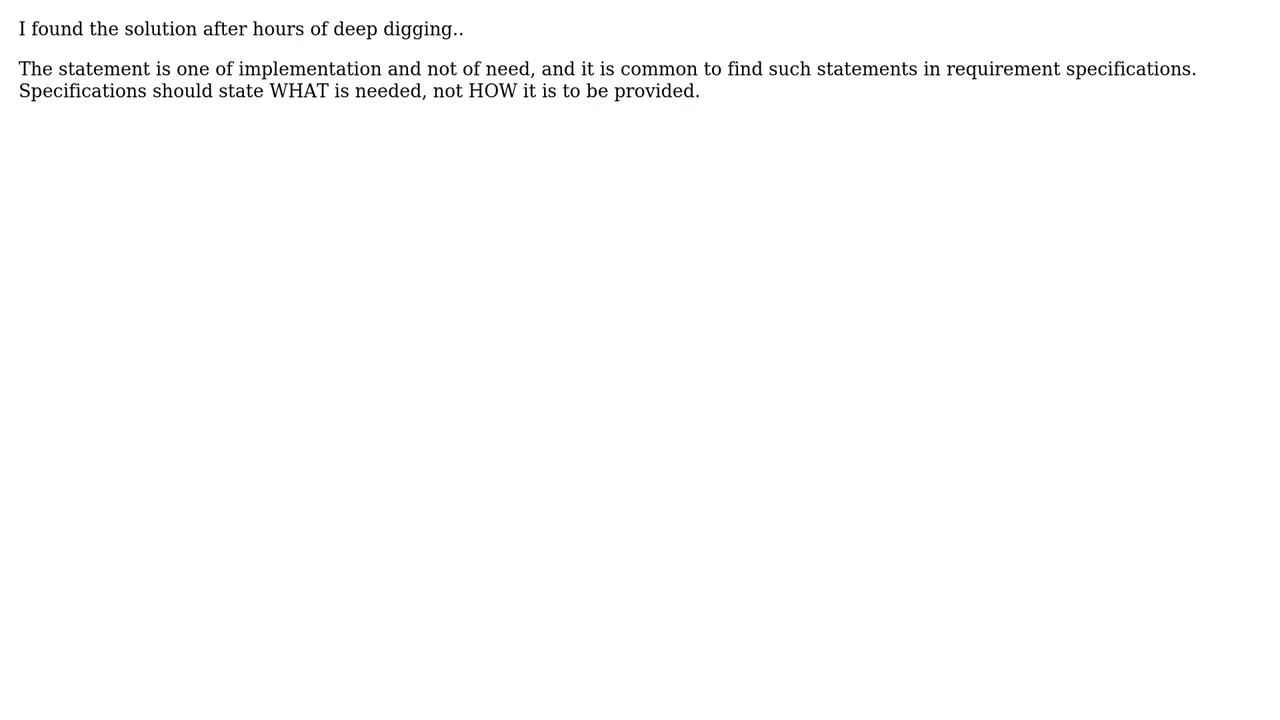 I found the solution after hours of deep digging..
The statement is one of implementation and not of need, and it is common to find such statements in requirement specifications.
Specifications should state WHAT is needed, not HOW it is to be provided.